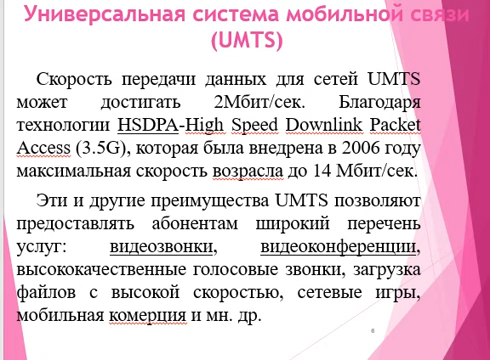 Универсальная система мобильной связи
(UMTS)
Скорость передачи данных для сетей UMTS
может достигать 2Мбит/сек. Благодаря
технологии HSDPA-High Speed Downlink Packet
Access (3.5G), которая была внедрена в 2006 году
максимальная скорость возрасла до 14 Мбит/сек.
Эти и другие преимущества UMTS позволяют
предоставлять абонентам широкий перечень
услуг: видеозвонки, видеоконференции,
высококачественные голосовые звонки, загрузка
файлов с высокой скоростью, сетевые игры,
мобильная комерция и мн. др.
6